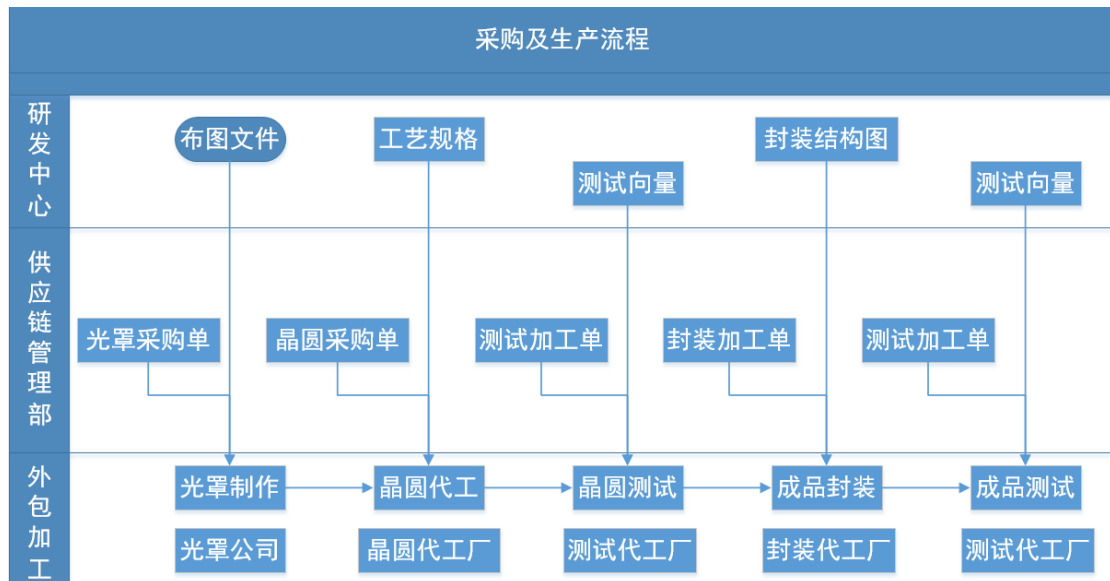 采购及生产流程
研发中心
布图文件
工艺规格
封装结构图
测试向量
测试向量
供应链管理部
光罩采购单
晶圆采购单
测试加工单
封装加工单
测试加工单
外包加工
光罩制作
晶圆代工
晶圆测试
成品封装
成品测试
光罩公司
晶圆代工厂
测试代工厂
封装代工厂
测试代工厂